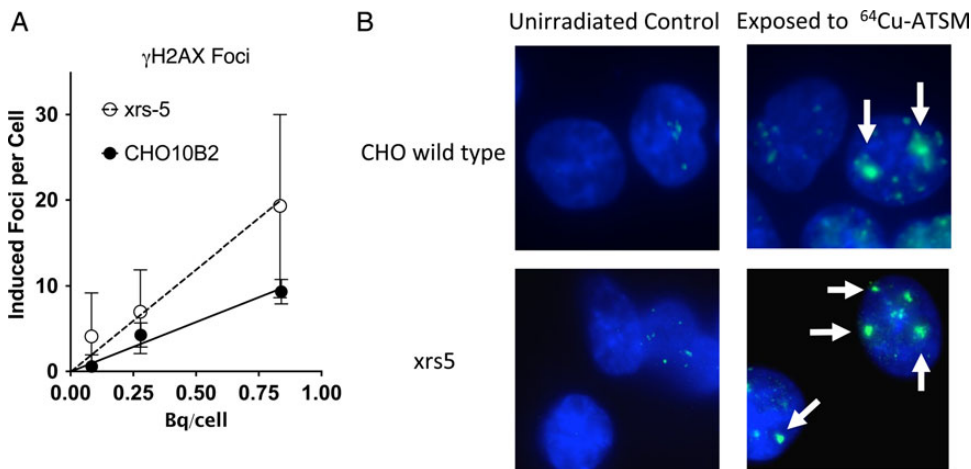 A
γH2AX Foci
xrs-5
CHO10B2
Induced Foci per Cell
30
20
10
0
0.00 0.25 0.50 0.75 1.00
Bq/cell
B
Unirradiated Control
Exposed to ⁶⁴Cu-ATSM
CHO wild type
xrs5